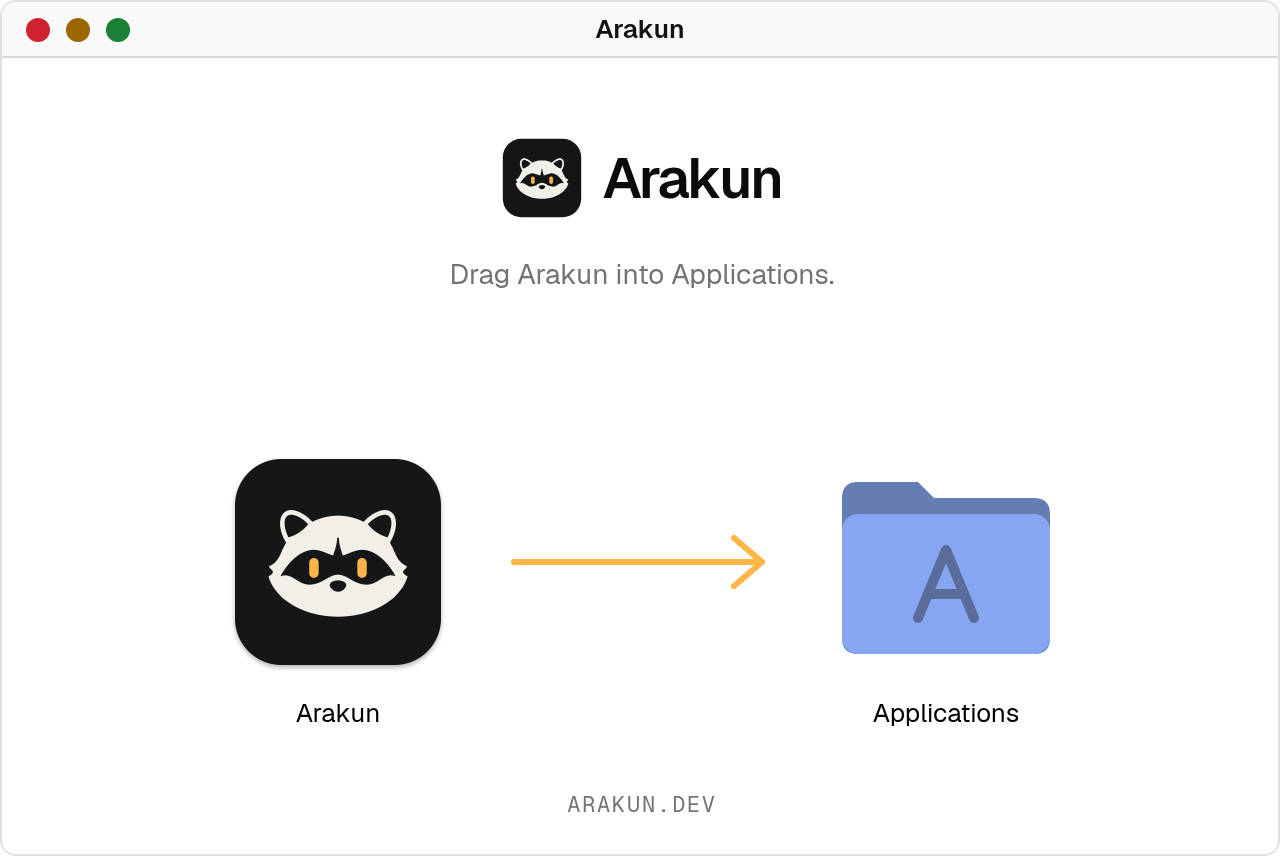 Arakun
Arakun
Drag Arakun into Applications.
A
Arakun
Applications
ARAKUN.DEV